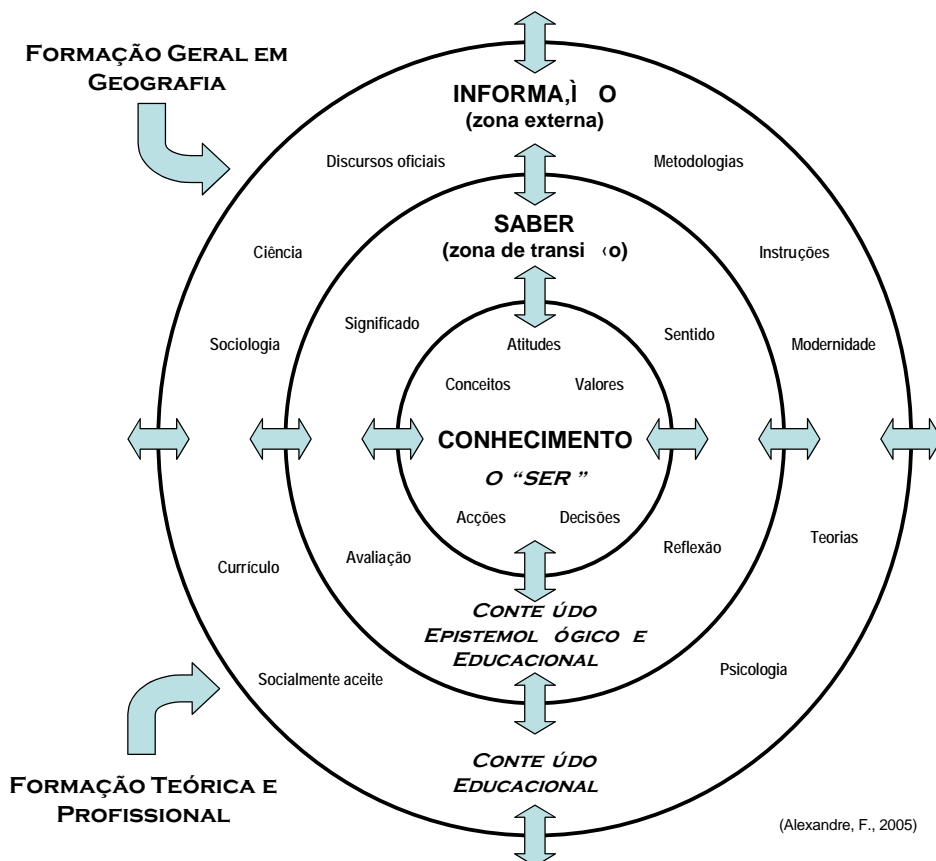 FORMAÇÃO GERAL EM
GEOGRAFIA
INFORMA,Ì O
(zona externa)
Discursos oficiais
Metodologias
SABER
(zona de transi ‹o)
Ciência
Instruções
Significado
Sentido
Sociologia
Modernidade
Atitudes
Conceitos
Valores
CONHECIMENTO
O “SER ”
Acções
Decisões
Avaliação
Reflexão
Teorias
Currículo
CONTE ÚDO
EPISTEMOL ÓGICO E
EDUCACIONAL
Socialmente aceite
Psicologia
CONTE ÚDO
EDUCACIONAL
FORMAÇÃO TEÓRICA E
PROFISSIONAL
(Alexandre, F., 2005)